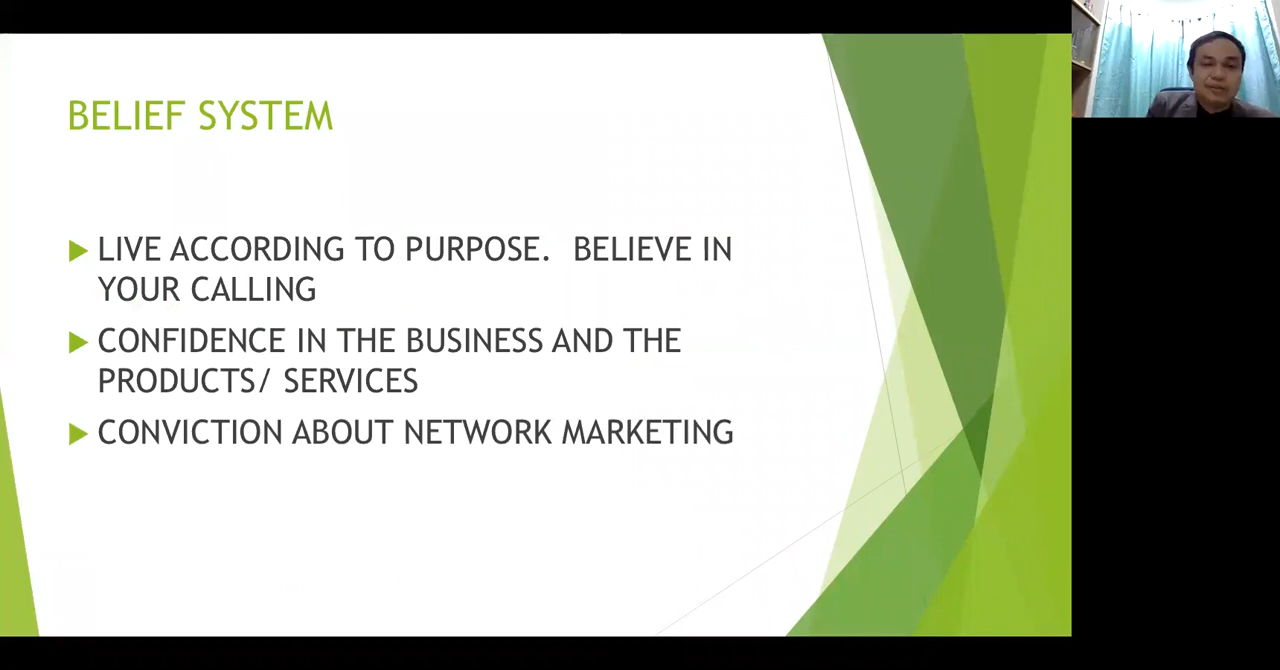 BELIEF SYSTEM
LIVE ACCORDING TO PURPOSE.  BELIEVE IN
YOUR CALLING
CONFIDENCE IN THE BUSINESS AND THE
PRODUCTS/ SERVICES
CONVICTION ABOUT NETWORK MARKETING